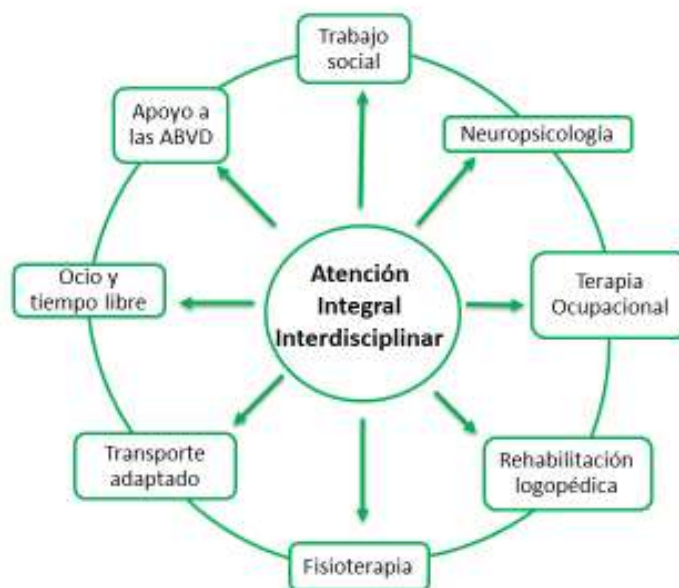 Trabajo
social
Neuropsicología
Terapia
Ocupacional
Rehabilitación
logopédica
Fisioterapia
Transporte
adaptado
Ocio y
tiempo libre
Apoyo a
las ABVD
Atención
Integral
Interdisciplinar